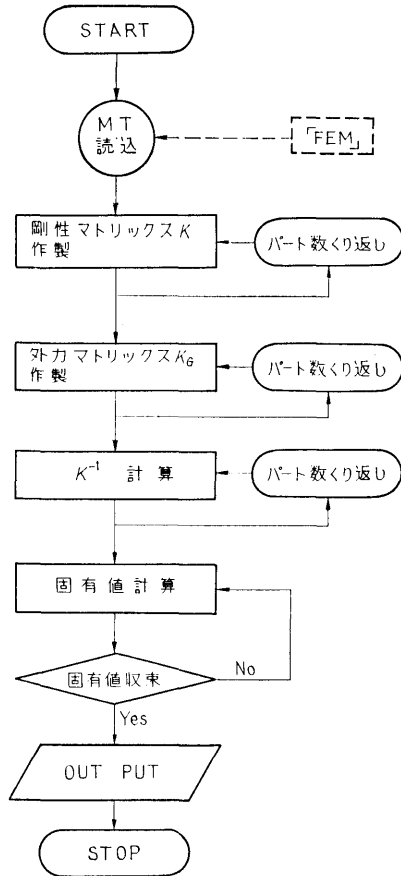 START
MT
読込
「FEM」
剛性マトリックスK
作製
パート数くり返し
外力マトリックスK_G
作製
パート数くり返し
K⁻¹ 計算
パート数くり返し
固有値計算
固有値収束
No
Yes
OUT PUT
STOP